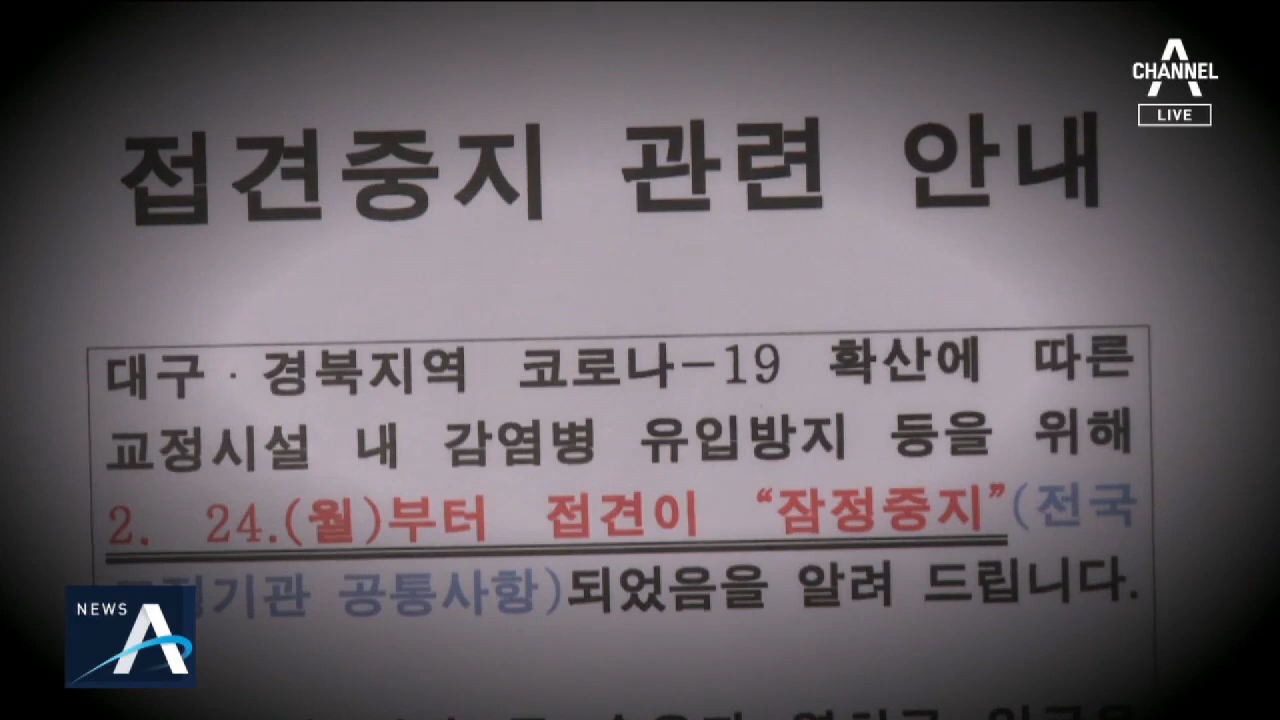 CHANNEL A
LIVE
접견중지 관련 안내
대구·경북지역 코로나-19 확산에 따른
교정시설 내 감염병 유입방지 등을 위해
2. 24.(월)부터 접견이 “잠정중지”(전국
기관 공통사항)되었음을 알려 드립니다.
NEWS A